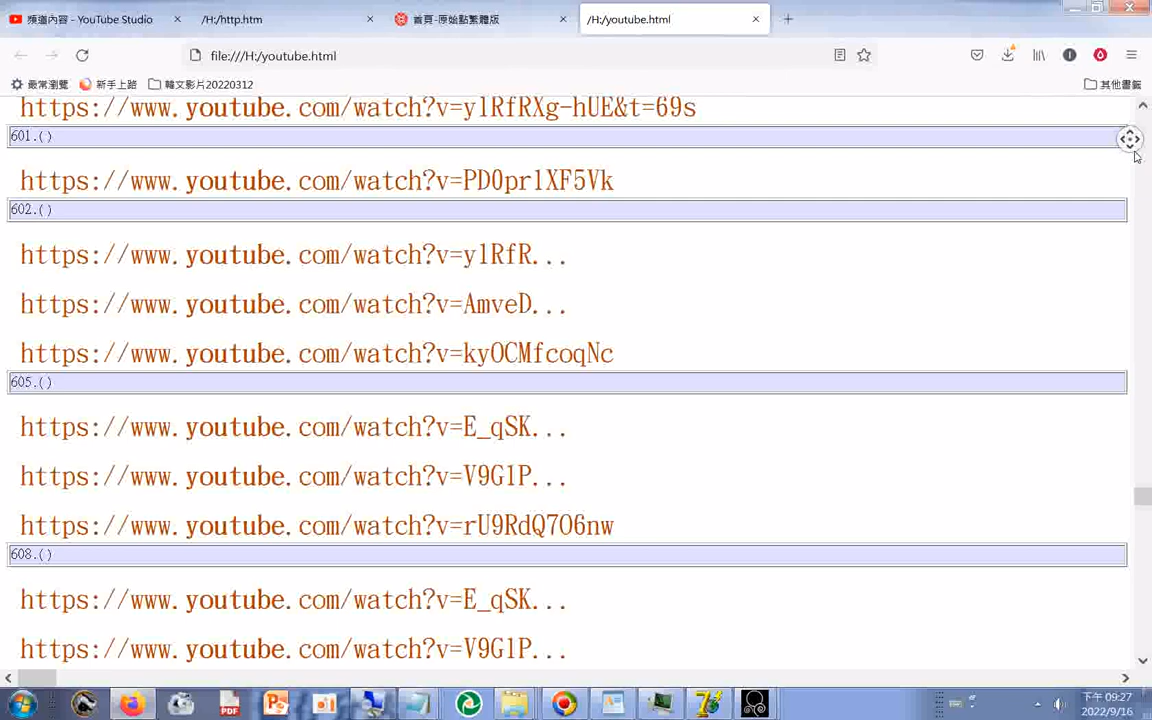 頻道內容 - YouTube Studio
/H:/http.htm
首頁-原始點繁體版
/H:/youtube.html
file:///H:/youtube.html
最常瀏覽
新手上路
韓文影片20220312
其他書籤
https://www.youtube.com/watch?v=ylRfRXg-hUE&t=69s
601.()
https://www.youtube.com/watch?v=PD0prlXF5Vk
602.()
https://www.youtube.com/watch?v=ylRfR...
https://www.youtube.com/watch?v=AmveD...
https://www.youtube.com/watch?v=kyOCMfcoqNc
605.()
https://www.youtube.com/watch?v=E_qSK...
https://www.youtube.com/watch?v=V9GlP...
https://www.youtube.com/watch?v=rU9RdQ7O6nw
608.()
https://www.youtube.com/watch?v=E_qSK...
https://www.youtube.com/watch?v=V9GlP...
下午 09:27
2022/9/16